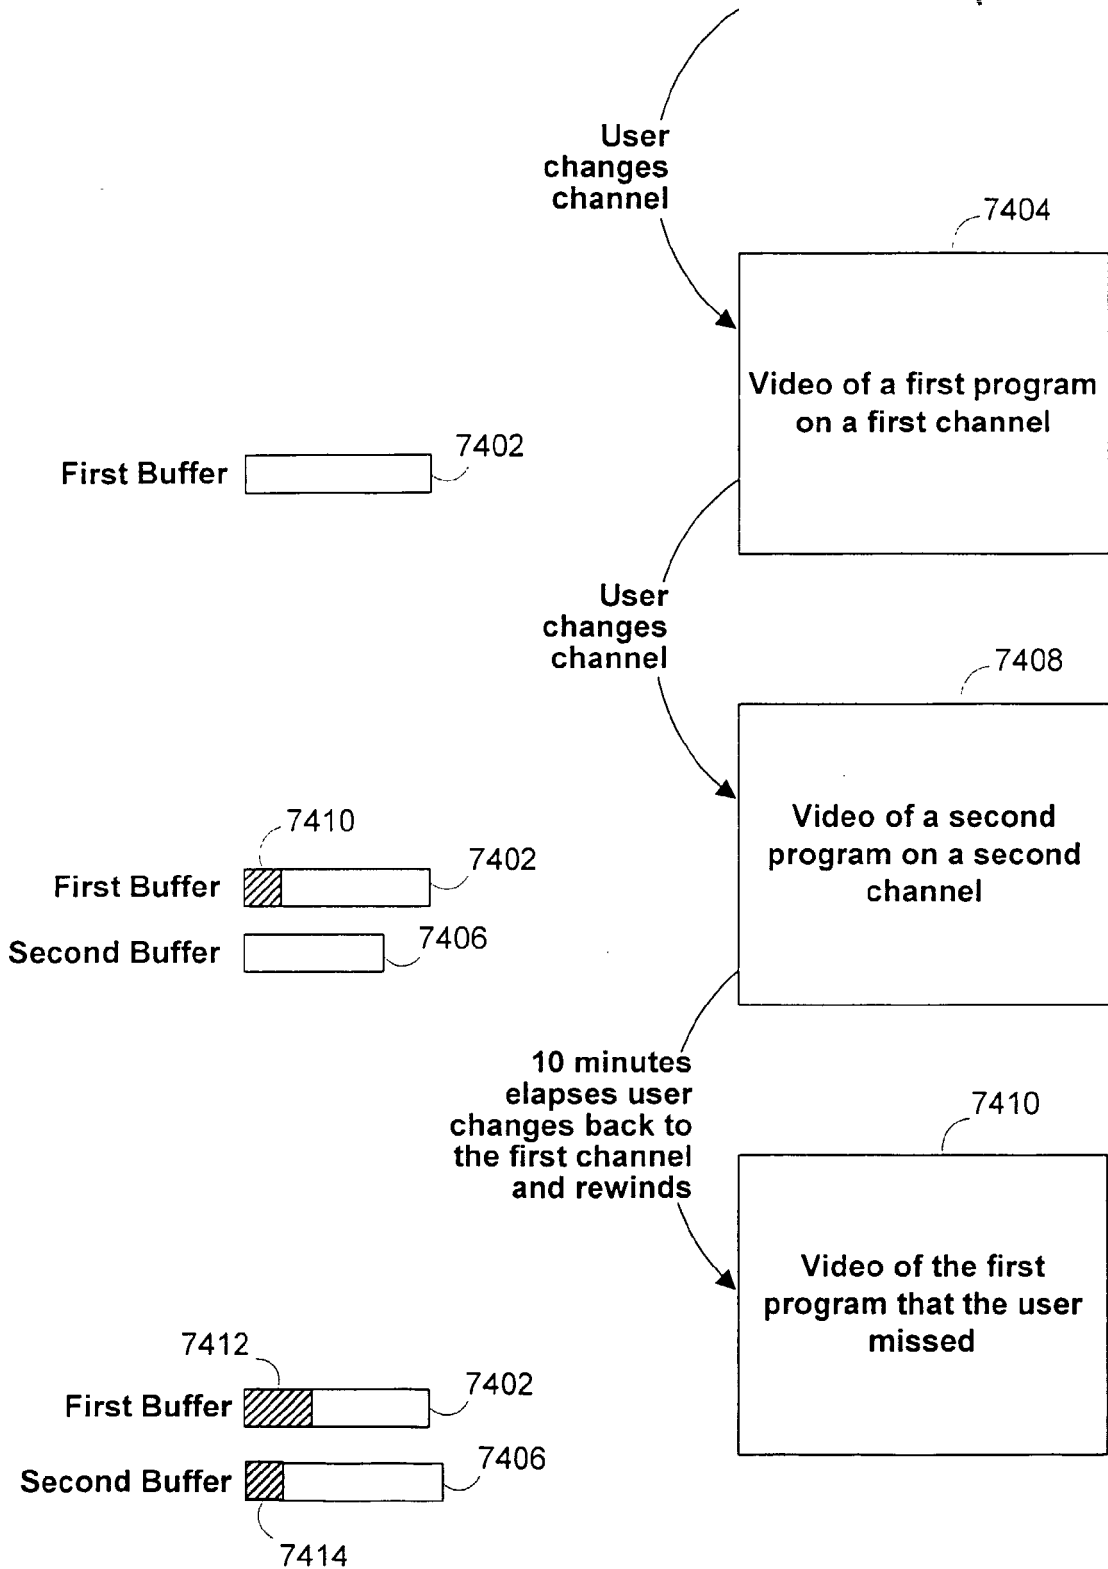 User
changes
channel
7404
Video of a first program
on a first channel
7402
First Buffer
User
changes
channel
7408
Video of a second
program on a second
channel
7410
7402
First Buffer
7406
Second Buffer
10 minutes
elapses user
changes back to
the first channel
and rewinds
7410
Video of the first
program that the user
missed
7412
7402
First Buffer
7406
Second Buffer
7414